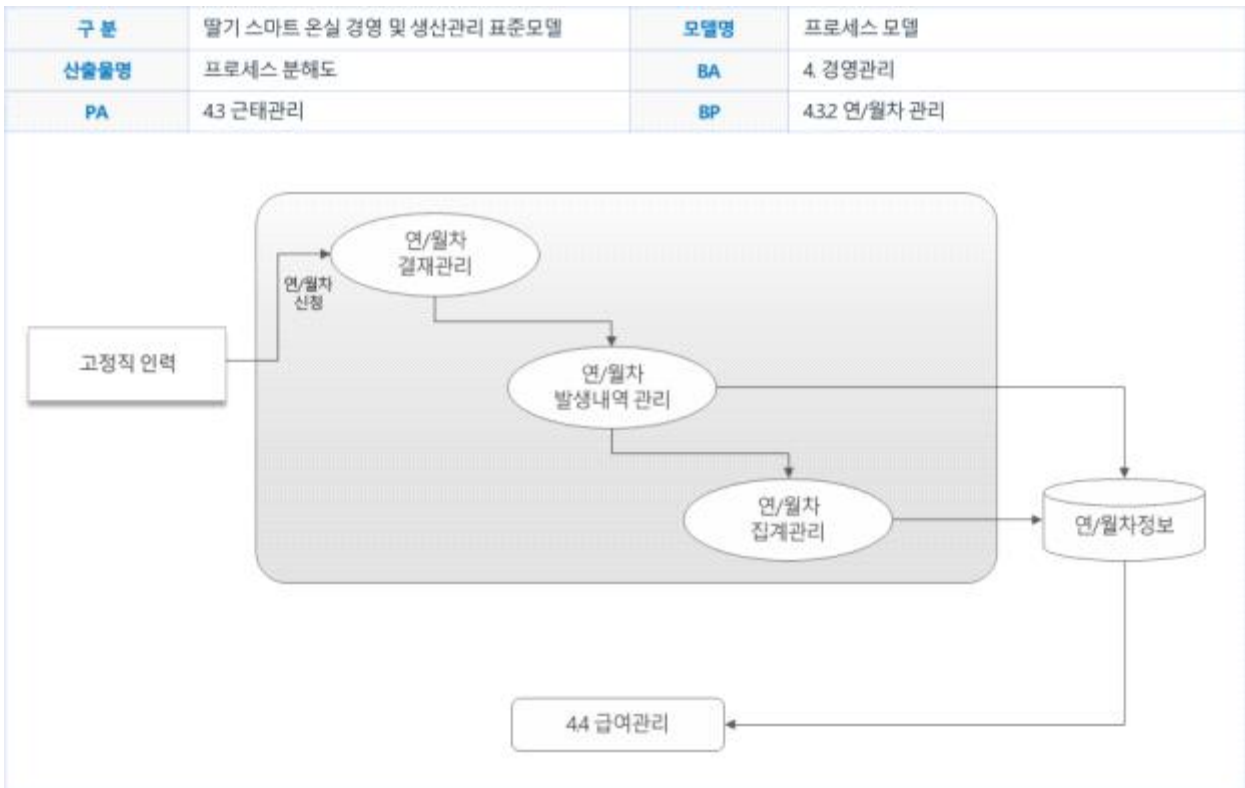 구 분 딸기 스마트 온실 경영 및 생산관리 표준모델 모델명 프로세스 모델
산출물명 프로세스 분해도 BA 4. 경영관리
PA 4.3 근태관리 BP 4.3.2 연/월차 관리
연/월차
결재관리
연/월차
신청
고정직 인력
연/월차
발생내역 관리
연/월차
집계관리
연/월차정보
4.4 급여관리